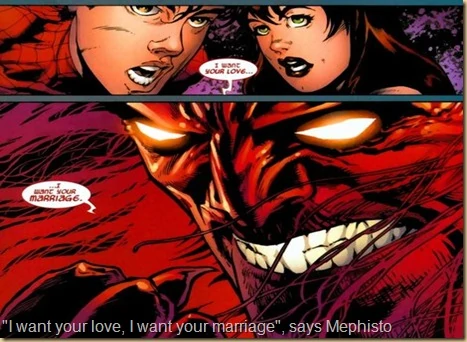 I WANT
YOUR LOVE...
...I
WANT YOUR
MARRIAGE.
"I want your love, I want your marriage", says Mephisto